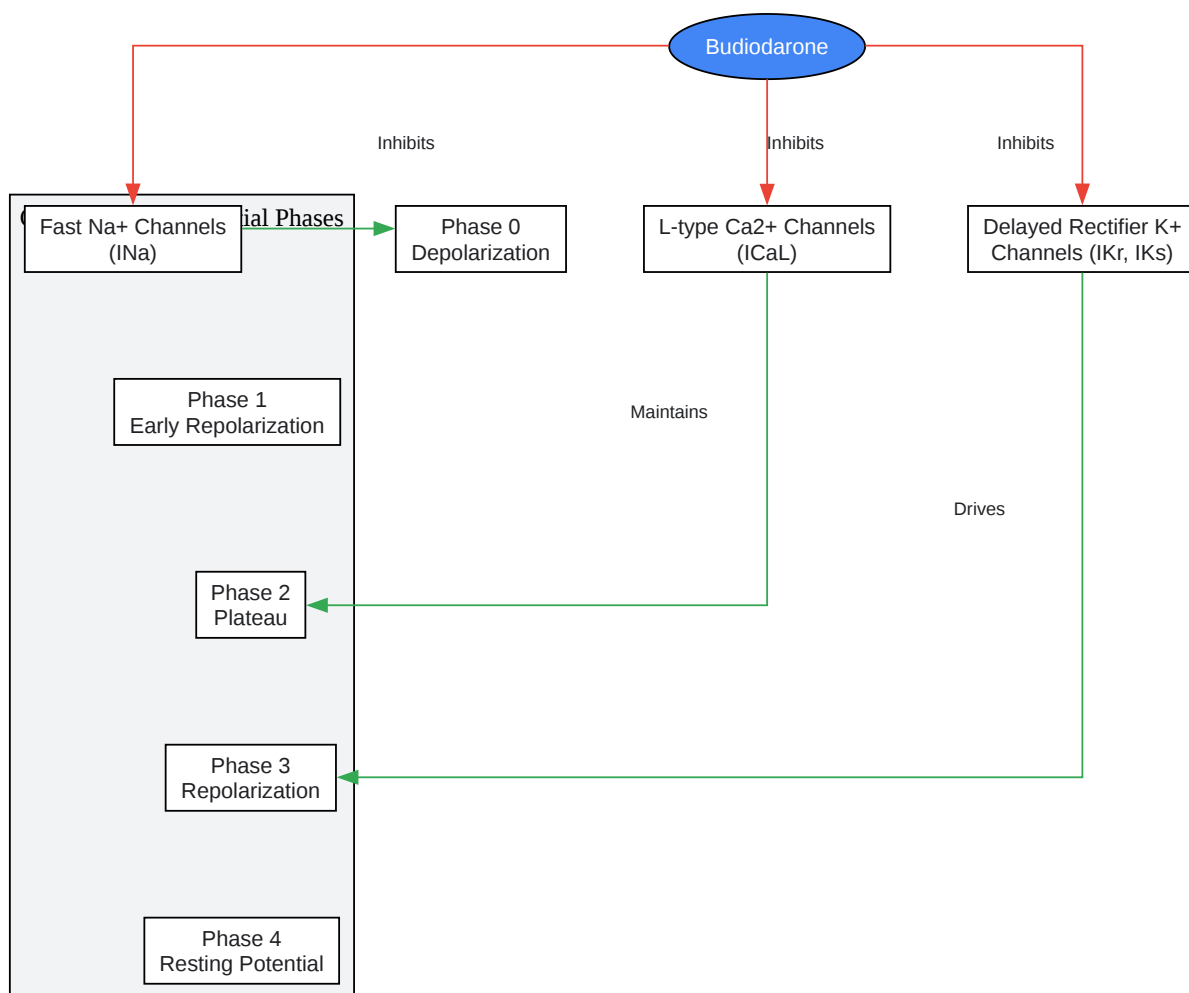 Budiodarone
Inhibits
Inhibits
Inhibits
ial Phases
Fast Na+ Channels
(INa)
Phase 0
Depolarization
L-type Ca2+ Channels
(ICaL)
Delayed Rectifier K+
Channels (IKr, IKs)
Phase 1
Early Repolarization
Maintains
Drives
Phase 2
Plateau
Phase 3
Repolarization
Phase 4
Resting Potential